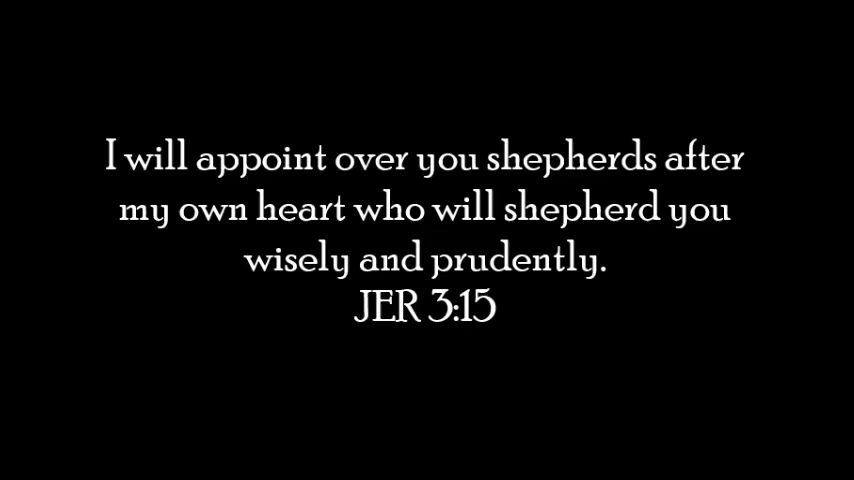 I will appoint over you shepherds after
my own heart who will shepherd you
wisely and prudently.
JER 3:15